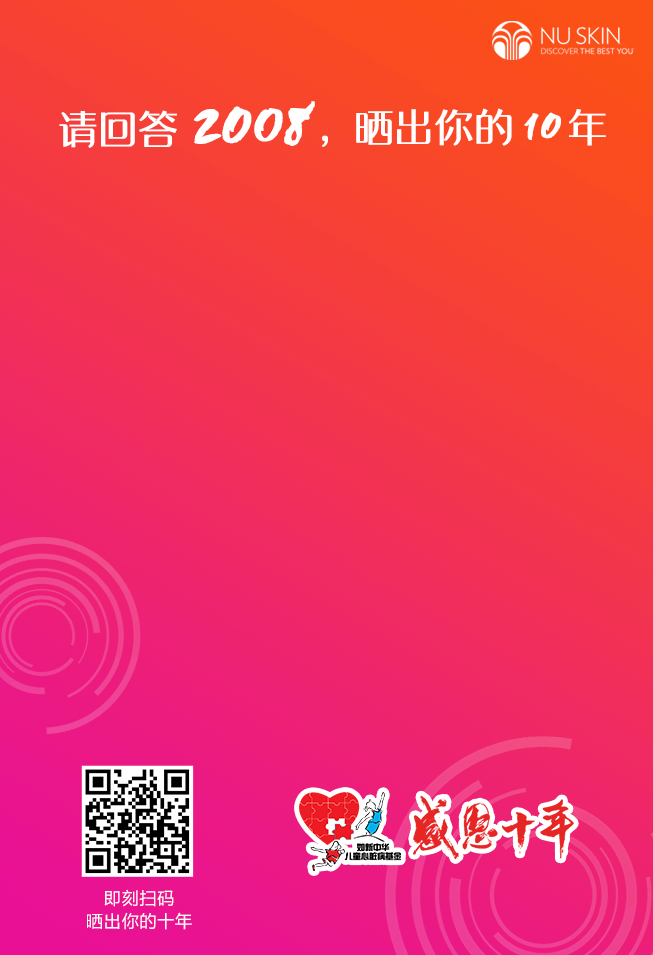 NU SKIN
DISCOVER THE BEST YOU
请回答 2008，晒出你的 10 年
如新中华
儿童心脏病基金
感恩十年
即刻扫码
晒出你的十年